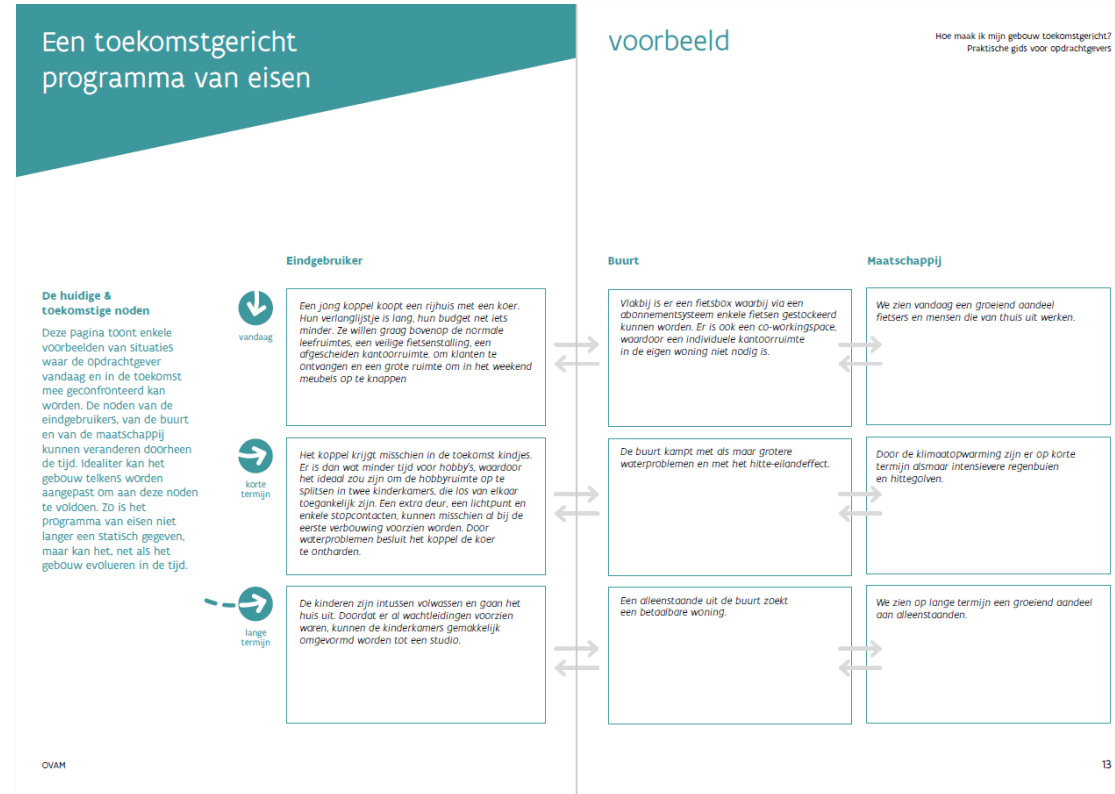 Een toekomstgericht
programma van eisen
voorbeeld
Hoe maak ik mijn gebouw toekomstgericht?
Praktische gids voor opdrachtgevers
De huidige &
toekomstige noden
Deze pagina toont enkele
voorbeelden van situaties
waar de opdrachtgever
vandaag en in de toekomst
mee geconfronteerd kan
worden. De noden van de
eindgebruikers, van de buurt
en van de maatschappij
kunnen veranderen doorheen
de tijd. Idealiter kan het
gebouw telkens worden
aangepast om aan deze noden
te voldoen. Zo is het
programma van eisen niet
langer een statisch gegeven,
maar kan het, net als het
gebouw evolueren in de tijd.
Eindgebruiker
Buurt
Maatschappij
vandaag
Een jong koppel koopt een rijhuis met een koer.
Hun verlanglijstje is lang, hun budget net iets
minder. Ze willen graag bovenop de normale
leefruimtes, een veilige fietsenstalling, een
afgescheiden kantoorruimte. om klanten te
ontvangen en een grote ruimte om in het weekend
meubels op te knappen
Vlakbij is er een fietsbox waarbij via een
abonnementsysteem enkele fietsen gestockeerd
kunnen worden. Er is ook een co-workingspace,
waardoor een individuele kantoorruimte
in de eigen woning niet nodig is.
We zien vandaag een groeiend aandeel
fietsers en mensen die van thuis uit werken.
korte
termijn
Het koppel krijgt misschien in de toekomst kindjes.
Er is dan wat minder tijd voor hobby's, waardoor
het ideaal zou zijn om de hobbyruimte op te
splitsen in twee kinderkamers, die los van elkaar
toegankelijk zijn. Een extra deur, een lichtpunt en
enkele stopcontacten, kunnen misschien al bij de
eerste verbouwing voorzien worden. Door
waterproblemen besluit het koppel de koer
te ontharden.
De buurt kampt met als maar grotere
waterproblemen en met het hitte-eilandeffect.
Door de klimaatopwarming zijn er op korte
termijn alsmaar intensievere regenbuien
en hittegolven.
lange
termijn
De kinderen zijn intussen volwassen en gaan het
huis uit. Doordat er al wachtleidingen voorzien
waren, kunnen de kinderkamers gemakkelijk
omgevormd worden tot een studio.
Een alleenstaande uit de buurt zoekt
een betaalbare woning.
We zien op lange termijn een groeiend aandeel
aan alleenstaanden.
OVAM
13